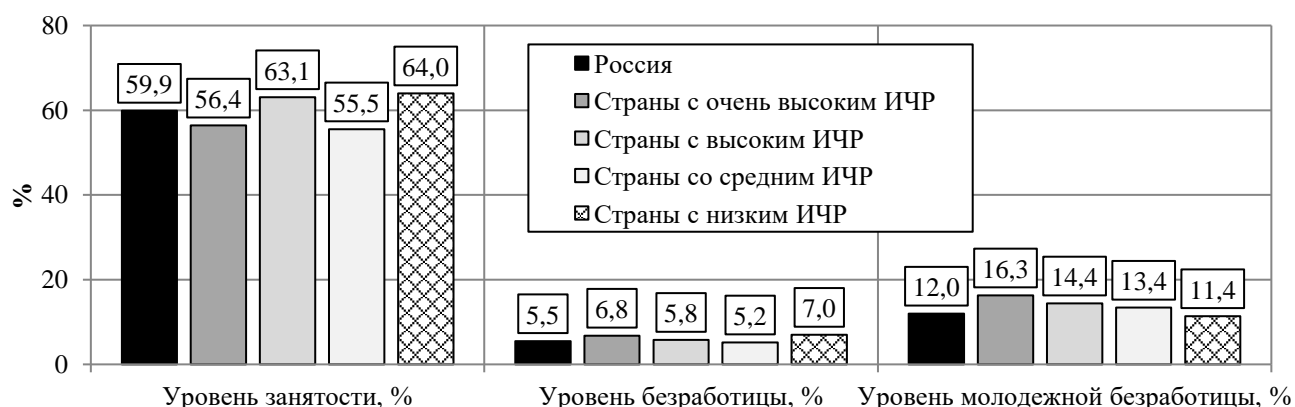 %
80
60
40
20
0
59,9
56,4
63,1
55,5
64,0
5,5
6,8
5,8
5,2
7,0
12,0
16,3
14,4
13,4
11,4
Россия
Страны с очень высоким ИЧР
Страны с высоким ИЧР
Страны со средним ИЧР
Страны с низким ИЧР
Уровень занятости, %
Уровень безработицы, %
Уровень молодежной безработицы, %